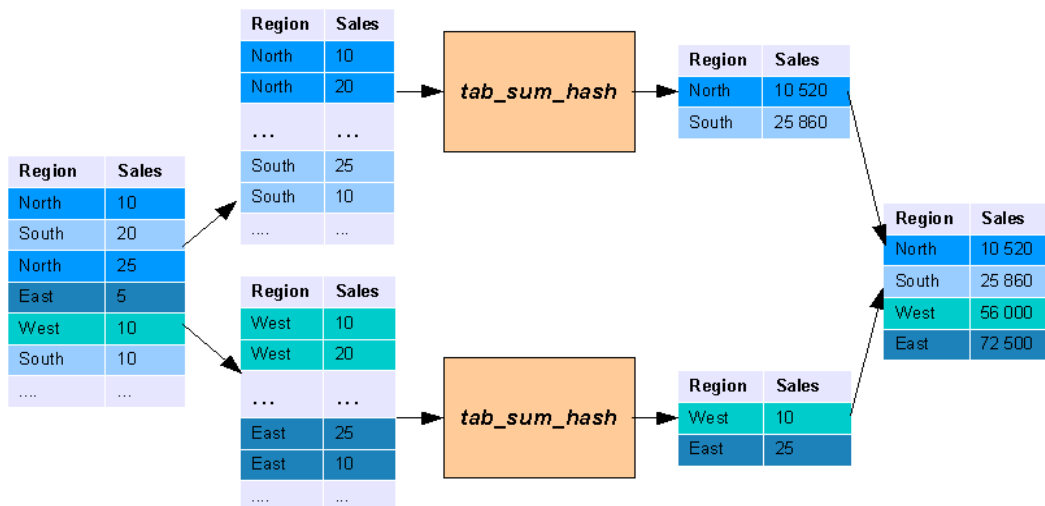 Region Sales
North 10
South 20
North 25
East 5
West 10
South 10
.... ...
Region Sales
North 10
North 20
... ...
South 25
South 10
.... ...
Region Sales
West 10
West 20
... ...
East 25
East 10
.... ...
tab_sum_hash
tab_sum_hash
Region Sales
North 10 520
South 25 860
Region Sales
West 10
East 25
Region Sales
North 10 520
South 25 860
West 56 000
East 72 500